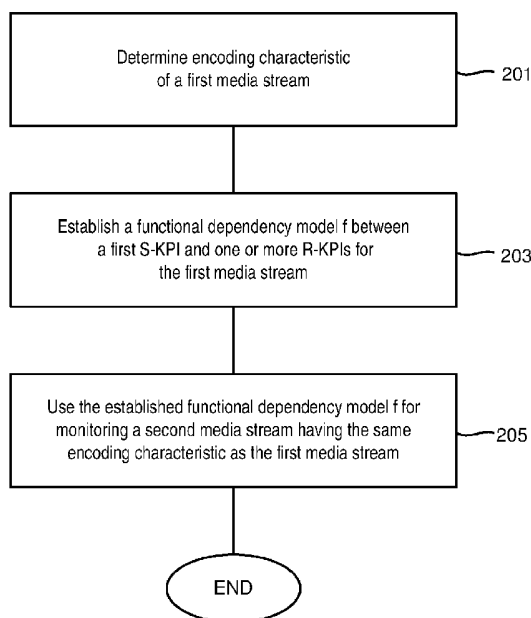 Determine encoding characteristic
of a first media stream
201
Establish a functional dependency model f between
a first S-KPI and one or more R-KPIs for
the first media stream
203
Use the established functional dependency model f for
monitoring a second media stream having the same
encoding characteristic as the first media stream
205
END